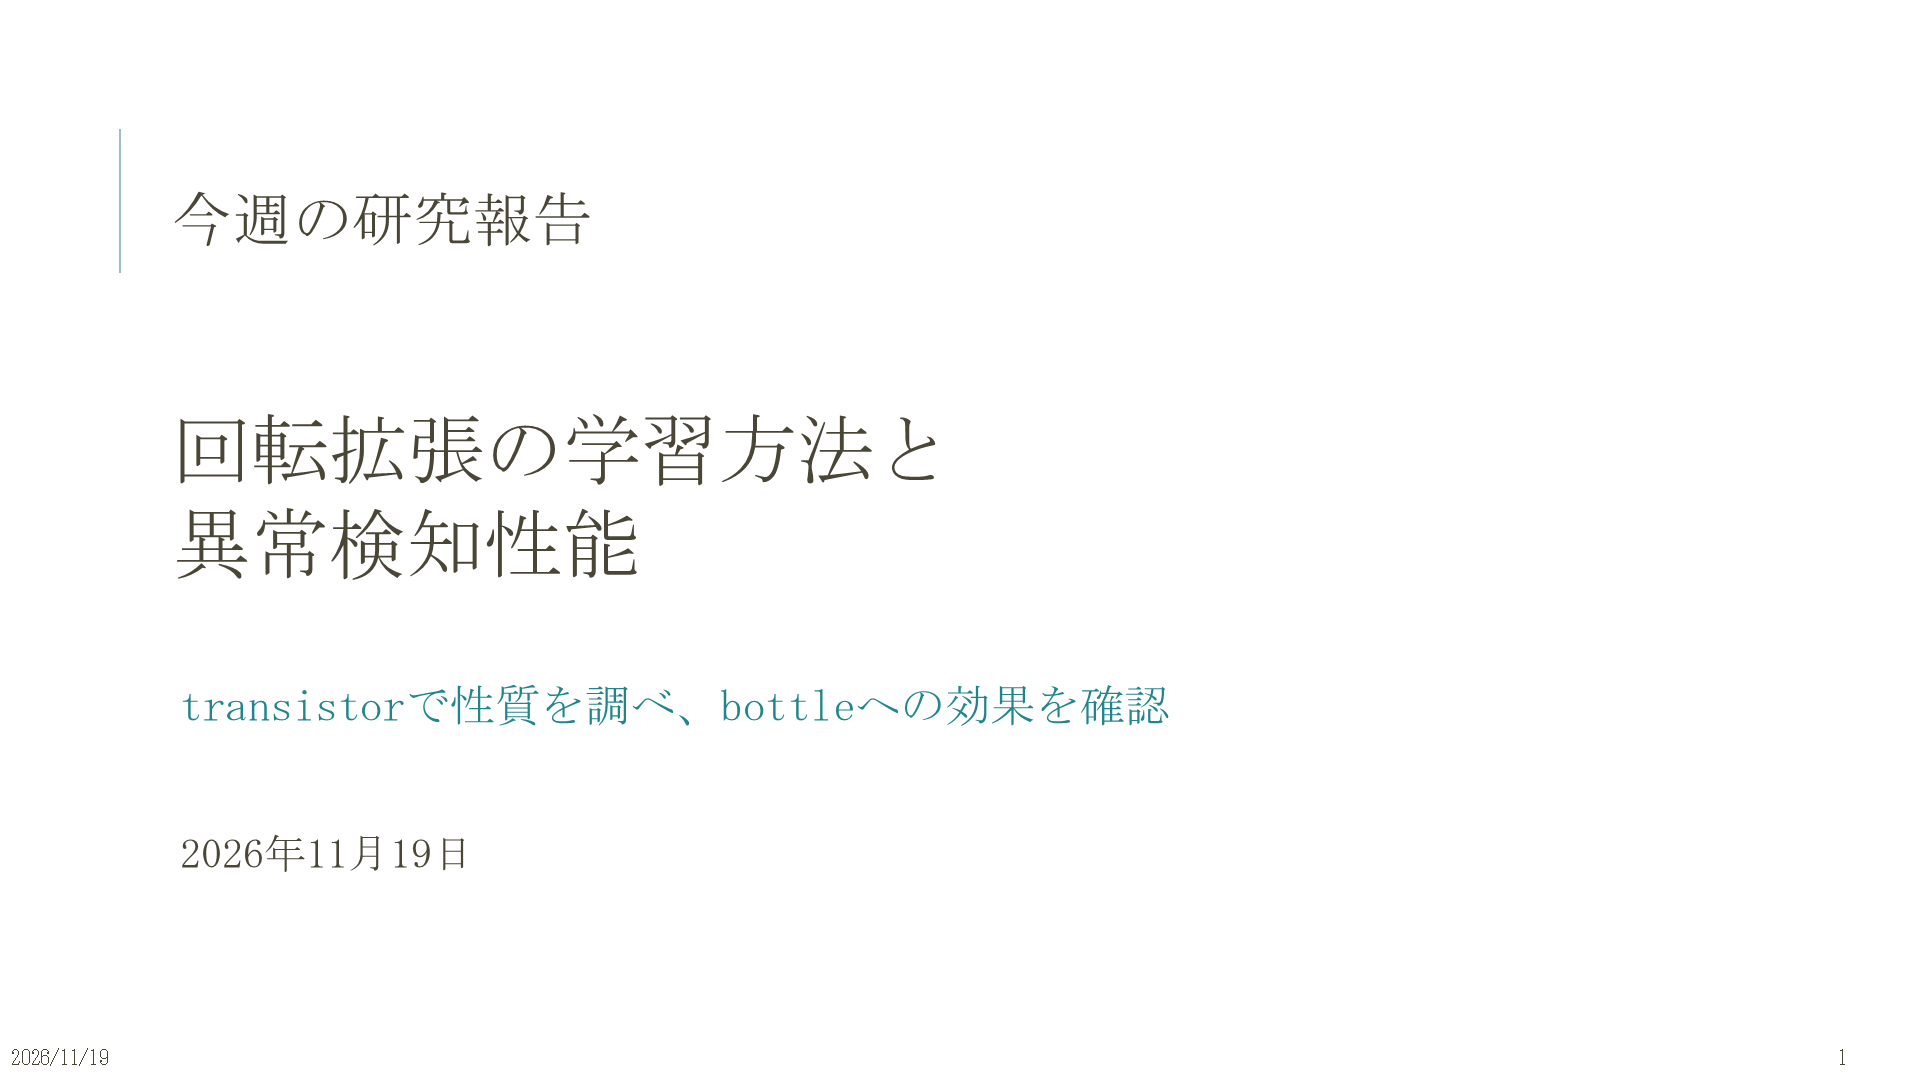 今週の研究報告
回転拡張の学習方法と
異常検知性能
transistorで性質を調べ、bottleへの効果を確認
2026年11月19日
2026/11/19
1